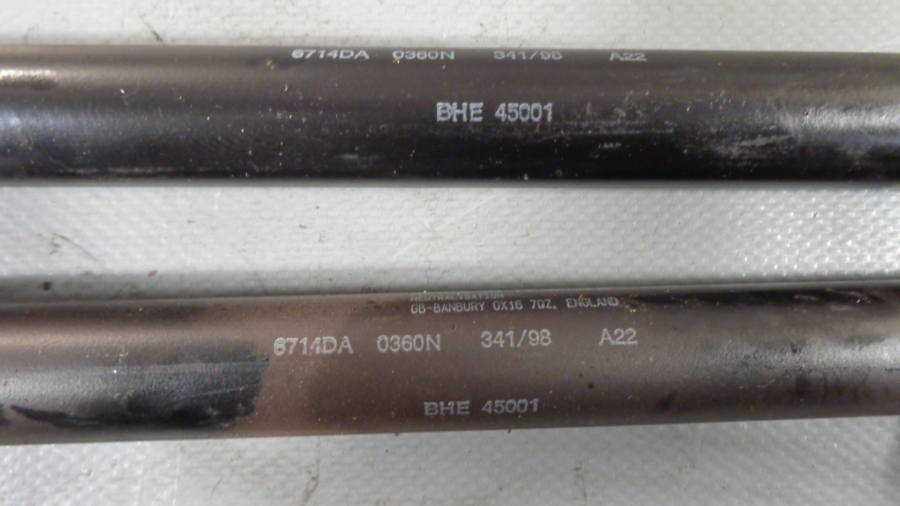 6714DA 0360N 341/98 A22
BHE 45001
NEUTRALISATION
GB-BANBURY OX16 7QZ, ENGLAND
6714DA 0360N 341/98 A22
BHE 45001